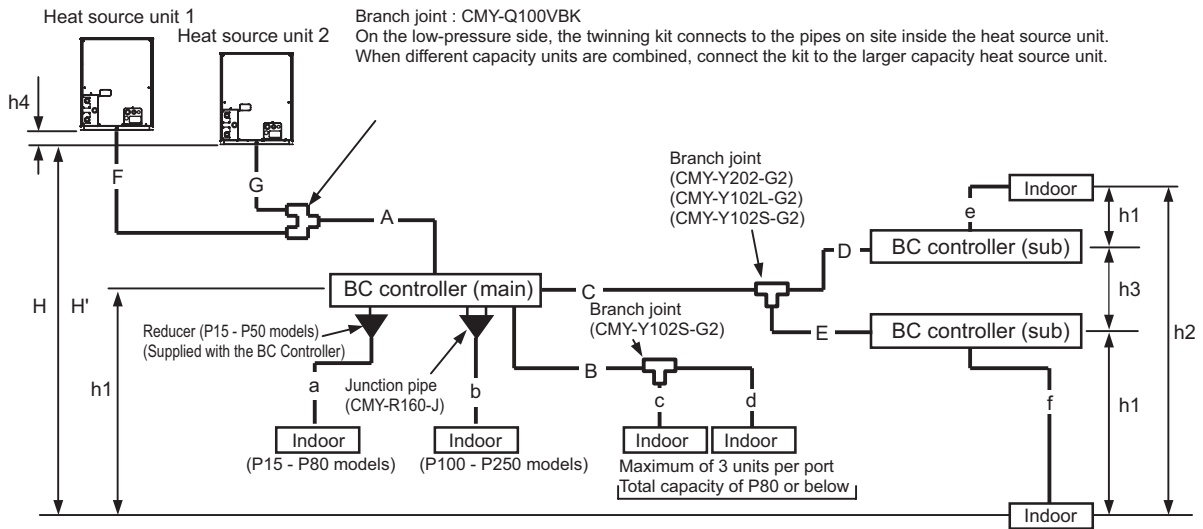 Heat source unit 1
Heat source unit 2
Branch joint : CMY-Q100VBK
On the low-pressure side, the twinning kit connects to the pipes on site inside the heat source unit.
When different capacity units are combined, connect the kit to the larger capacity heat source unit.
h4
F
G
A
H
H'
h1
BC controller (main)
Reducer (P15 - P50 models)
(Supplied with the BC Controller)
a
Junction pipe
(CMY-R160-J)
b
Indoor
(P15 - P80 models)
Indoor
(P100 - P250 models)
C
B
Branch joint
(CMY-Y102S-G2)
c
d
Indoor
Indoor
Maximum of 3 units per port
Total capacity of P80 or below
Branch joint
(CMY-Y202-G2)
(CMY-Y102L-G2)
(CMY-Y102S-G2)
D
E
e
Indoor
BC controller (sub)
BC controller (sub)
f
Indoor
h1
h3
h2
h1